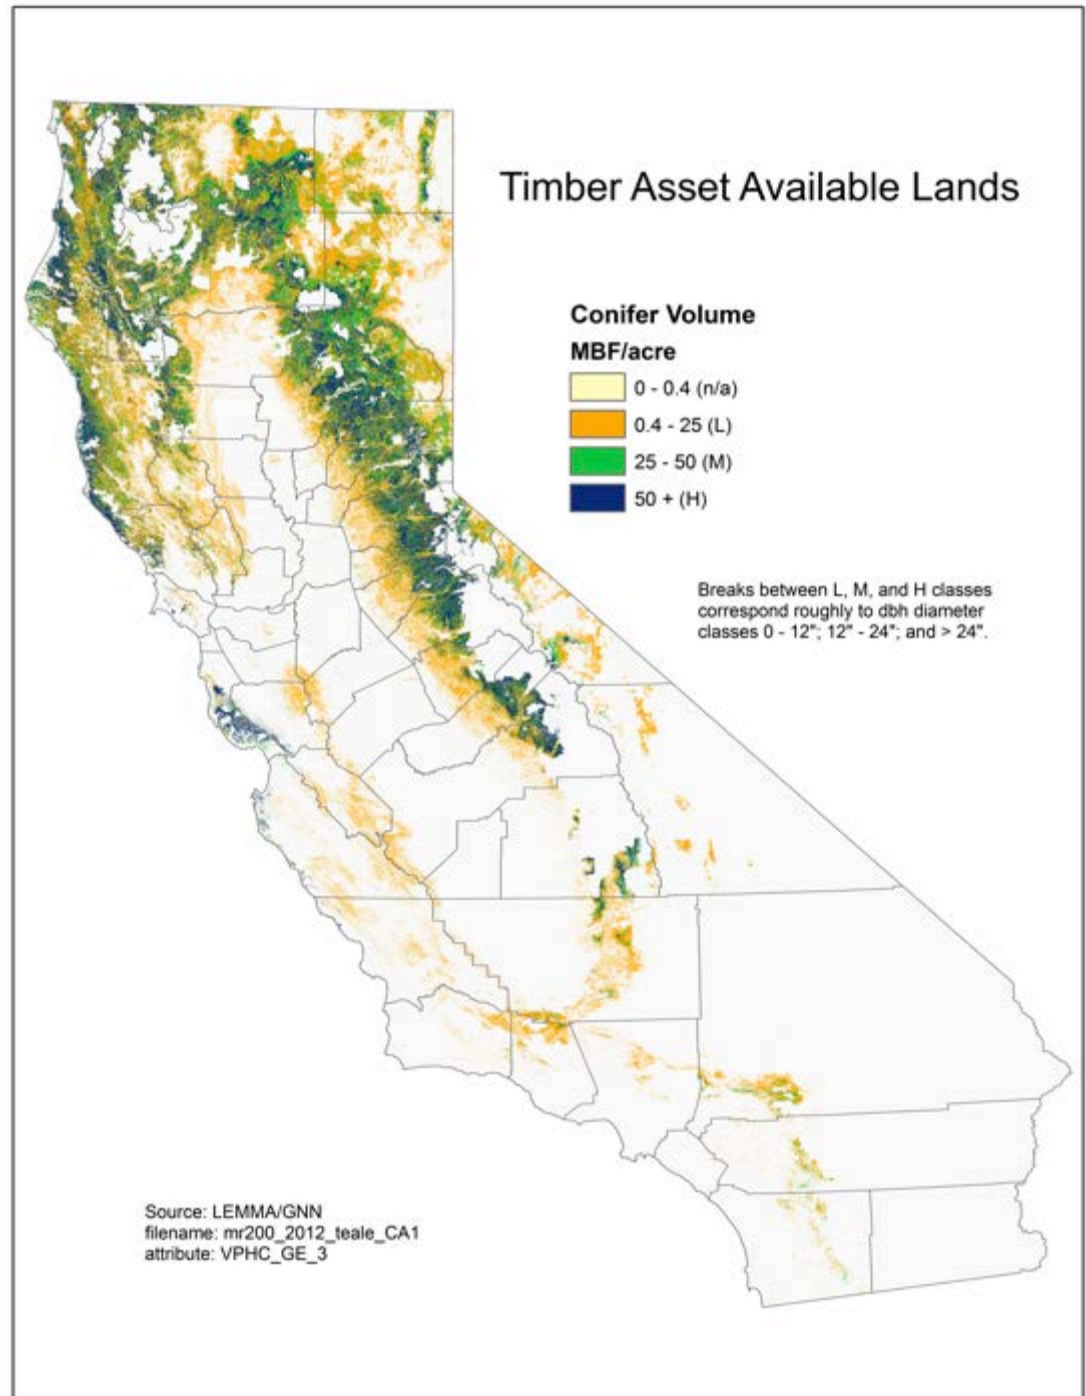 Timber Asset Available Lands
Conifer Volume
MBF/acre
0 - 0.4 (n/a)
0.4 - 25 (L)
25 - 50 (M)
50 + (H)
Breaks between L, M, and H classes
correspond roughly to dbh diameter
classes 0 - 12"; 12" - 24"; and > 24".
Source: LEMMA/GNN
filename: mr200_2012_teale_CA1
attribute: VPHC_GE_3